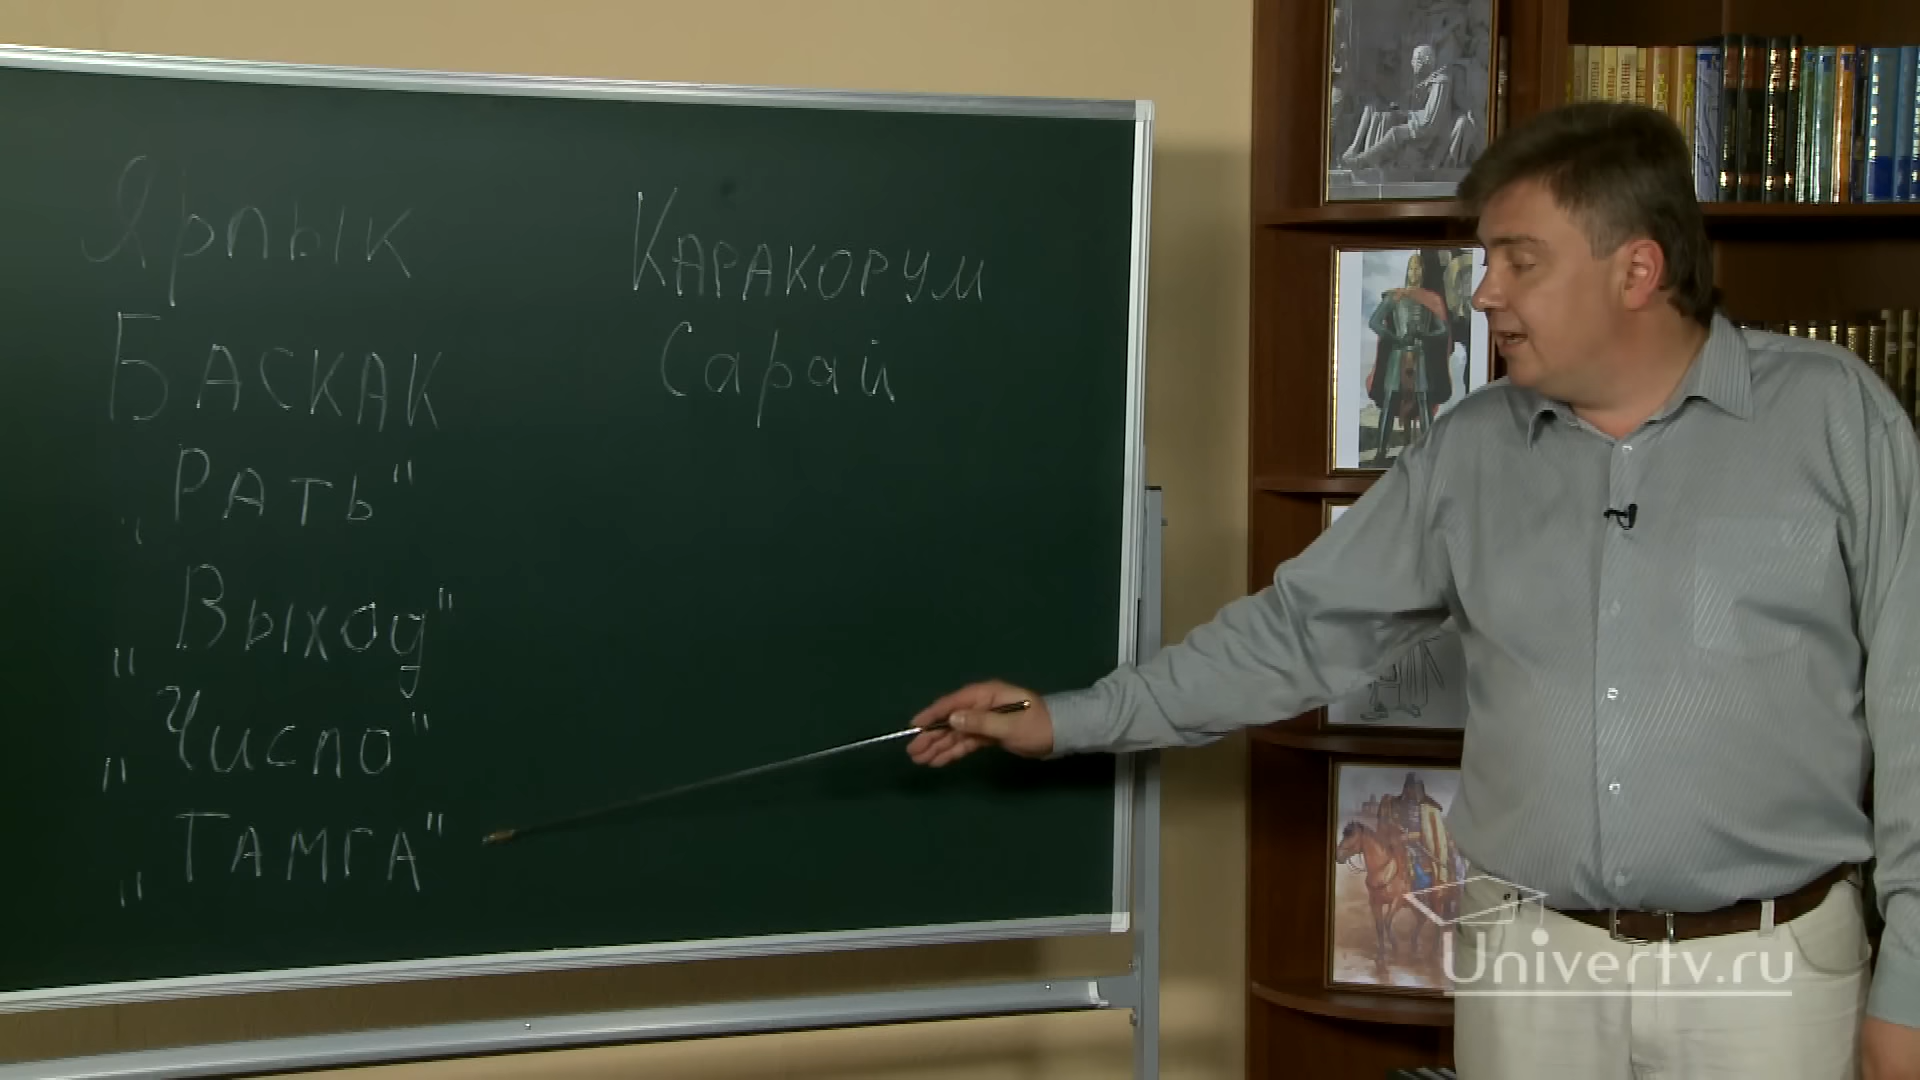 Ярлык
Баскак
„Рать"
„Выход"
„Число"
„Тамга"
Каракорум
Сарай
Univertv.ru